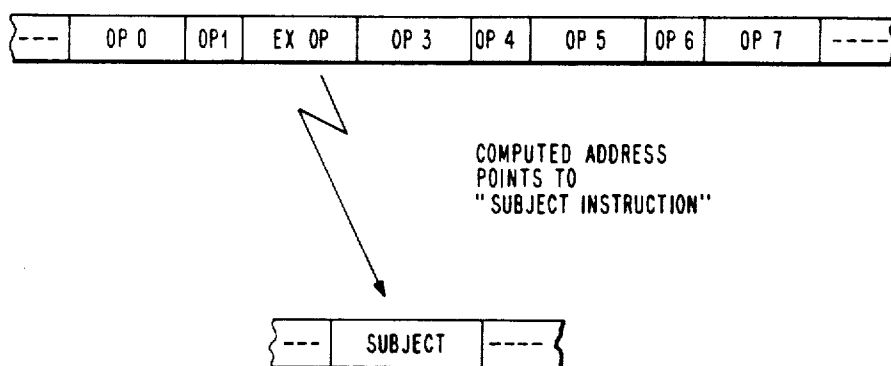 --- OP 0 OP1 EX OP OP 3 OP 4 OP 5 OP 6 OP 7 ----
COMPUTED ADDRESS
POINTS TO
"SUBJECT INSTRUCTION"
--- SUBJECT ----